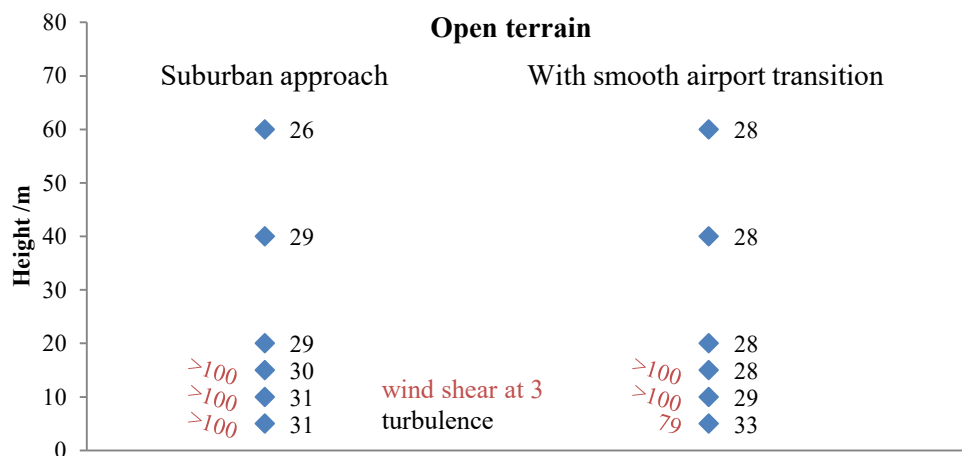 Open terrain
Suburban approach With smooth airport transition
Height /m
80
70
60 26 28
50
40 29 28
30
20 29 28
>100 30 >100 28
10 >100 31 wind shear at 3 >100 29
>100 31 turbulence 79 33
0